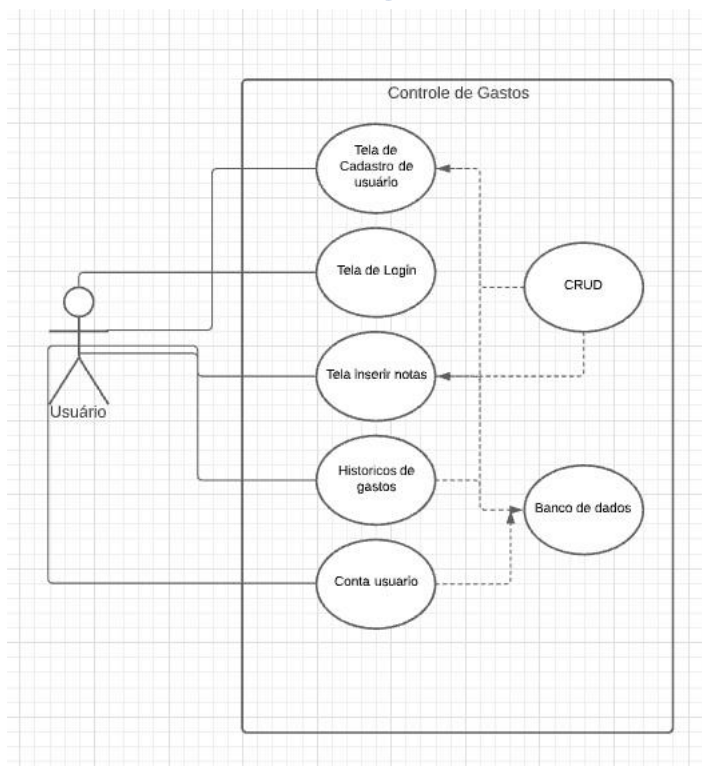 Controle de Gastos
Tela de
Cadastro de
usuário
Tela de Login
CRUD
Tela inserir notas
Usuário
Historicos de
gastos
Banco de dados
Conta usuario